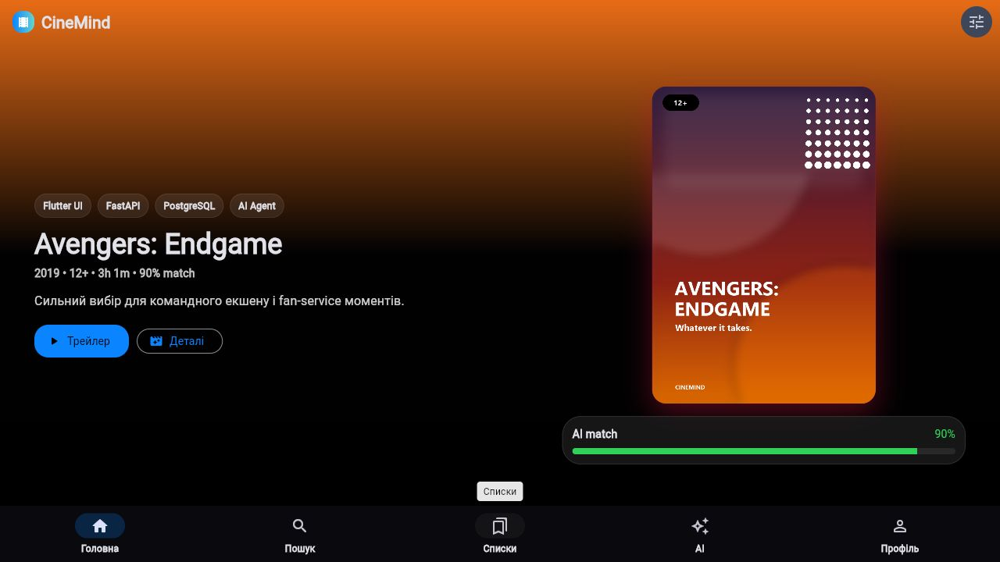 CineMind
12+
Flutter UI
FastAPI
PostgreSQL
AI Agent
Avengers: Endgame
2019 • 12+ • 3h 1m • 90% match
Сильний вибір для командного екшену і fan-service моментів.
Трейлер
Деталі
AVENGERS:
ENDGAME
Whatever it takes.
CINEMIND
AI match
90%
Списки
Головна
Пошук
Списки
AI
Профіль